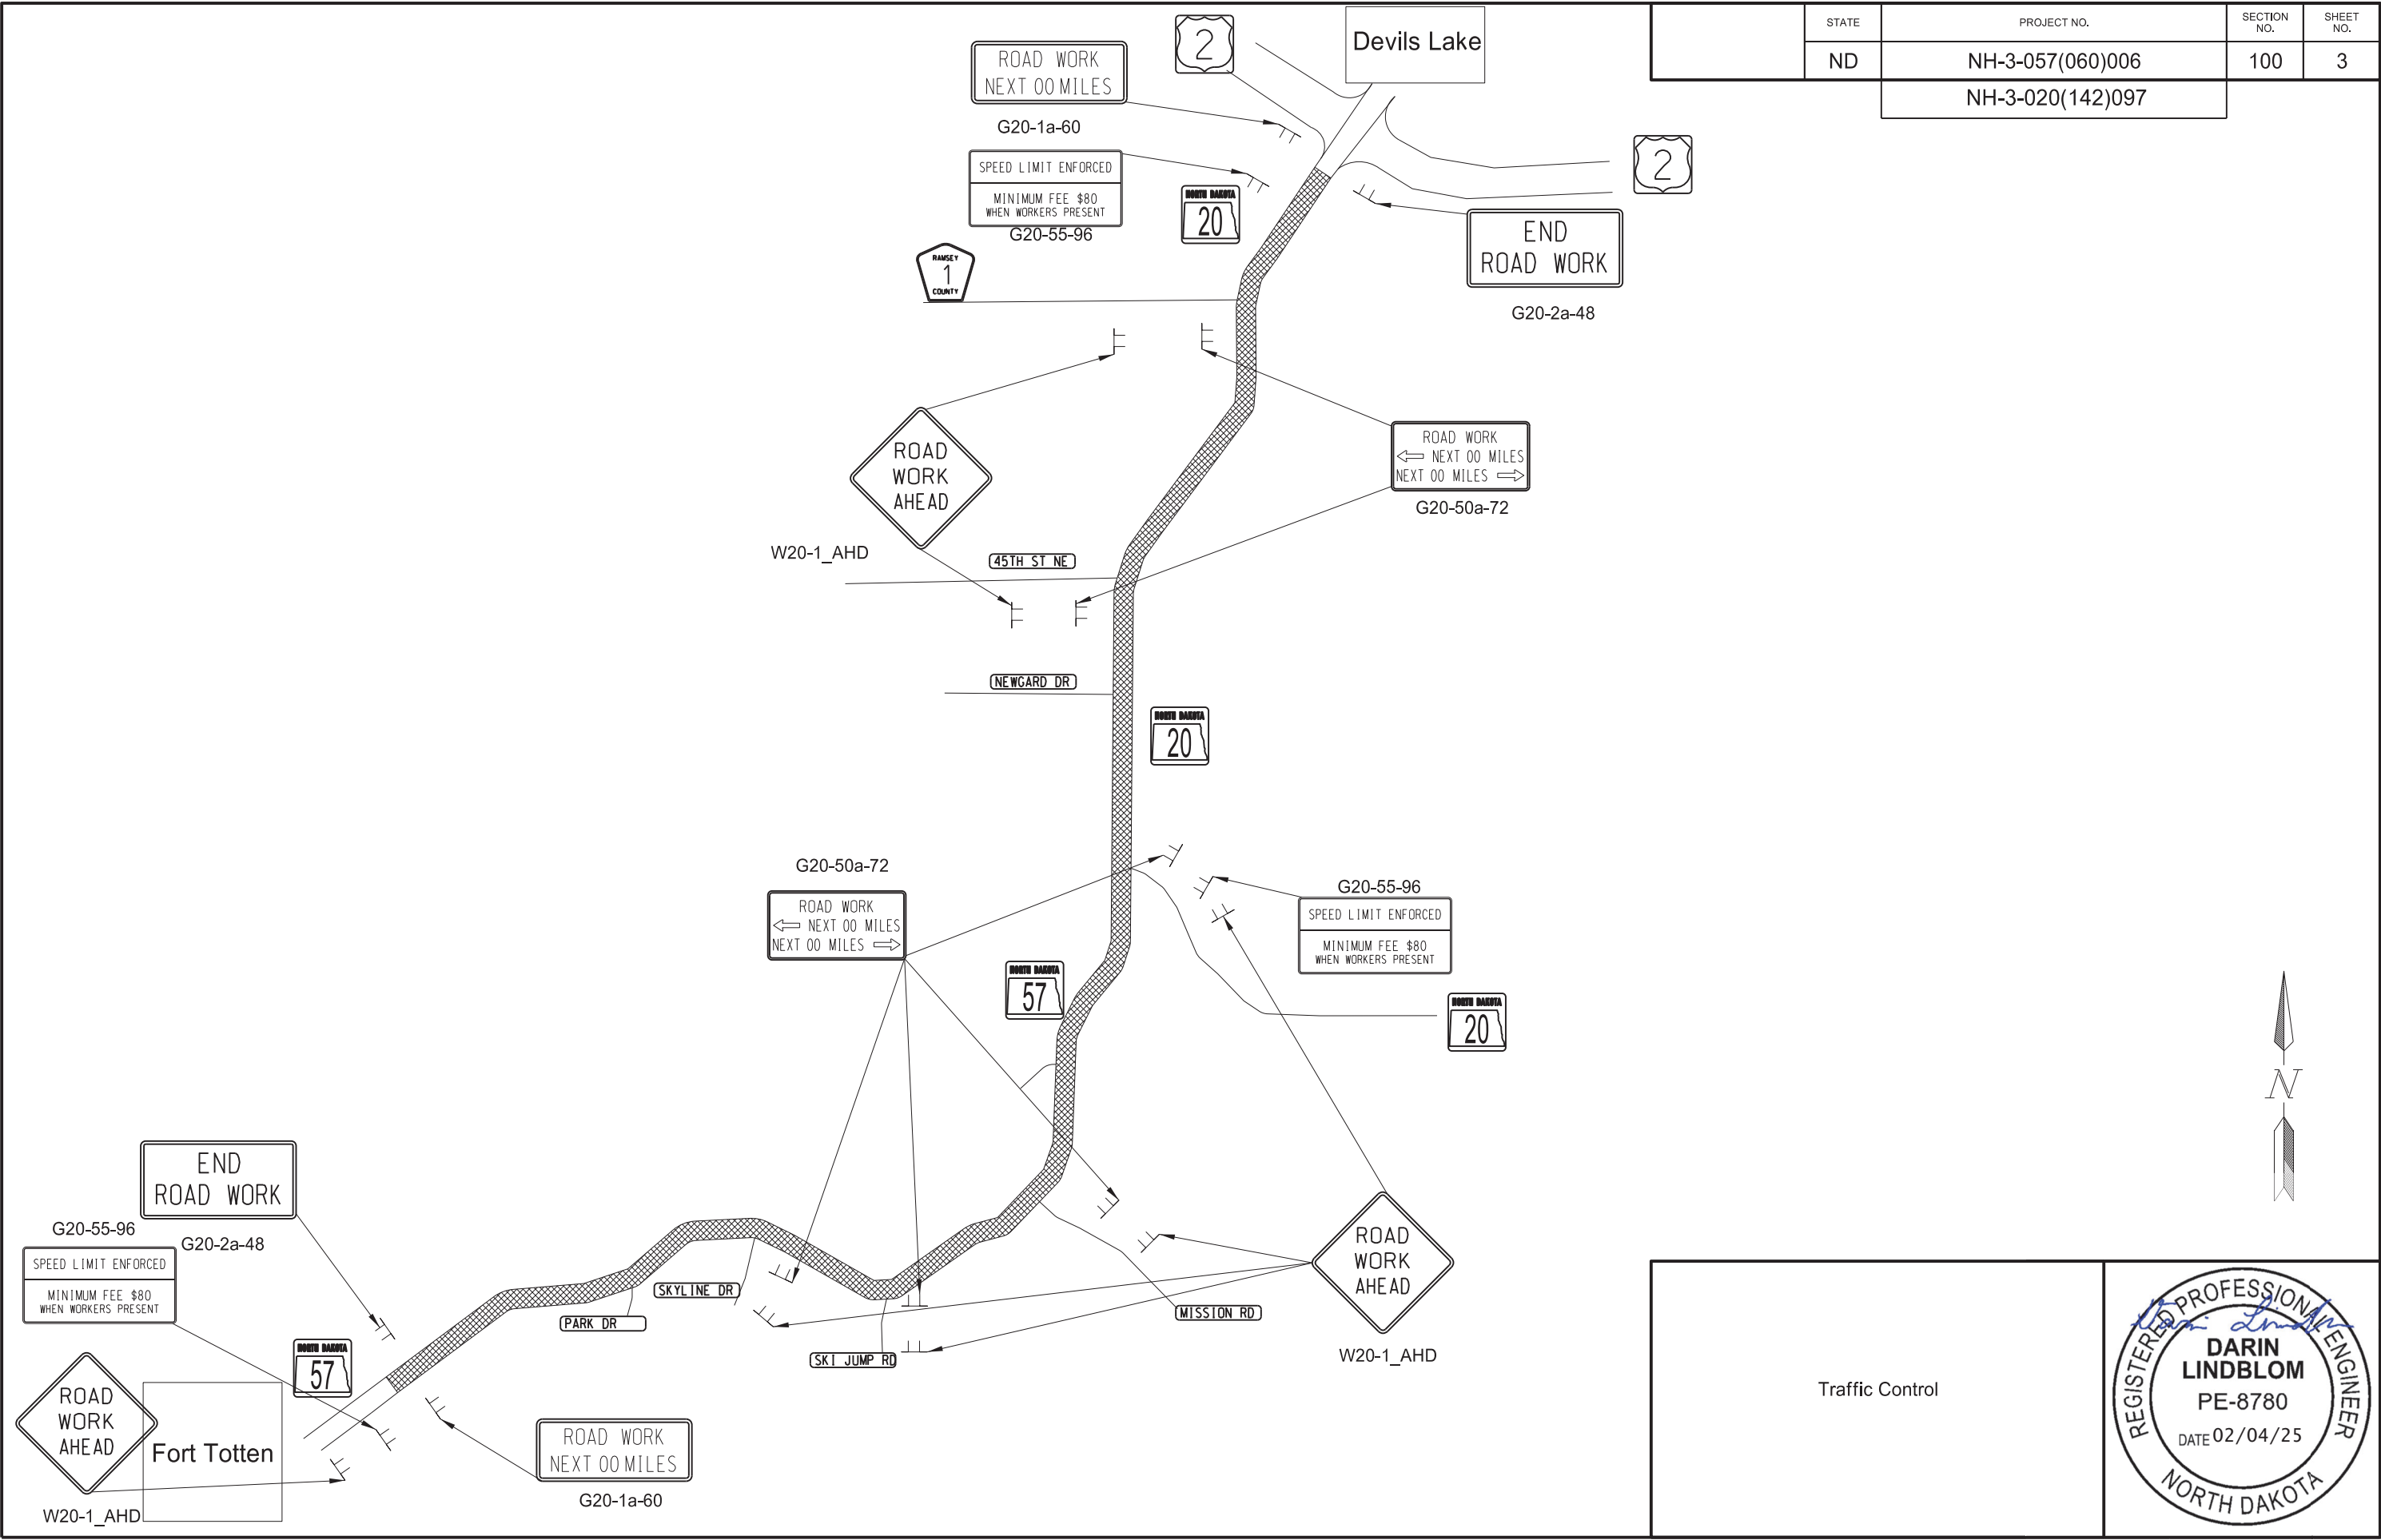 STATE
PROJECT NO.
SECTION NO.
SHEET NO.
ND
NH-3-057(060)006
100
3
NH-3-020(142)097
Devils Lake
2
ROAD WORK
NEXT 00 MILES
G20-1a-60
SPEED LIMIT ENFORCED
MINIMUM FEE $80
WHEN WORKERS PRESENT
G20-55-96
NORTH DAKOTA
20
2
END
ROAD WORK
G20-2a-48
RAMSEY
1
COUNTY
ROAD
WORK
AHEAD
W20-1_AHD
ROAD WORK
NEXT 00 MILES
NEXT 00 MILES
G20-50a-72
45TH ST NE
NEWGARD DR
NORTH DAKOTA
20
G20-50a-72
ROAD WORK
NEXT 00 MILES
NEXT 00 MILES
G20-55-96
SPEED LIMIT ENFORCED
MINIMUM FEE $80
WHEN WORKERS PRESENT
NORTH DAKOTA
57
NORTH DAKOTA
20
N
END
ROAD WORK
G20-2a-48
G20-55-96
SPEED LIMIT ENFORCED
MINIMUM FEE $80
WHEN WORKERS PRESENT
ROAD
WORK
AHEAD
W20-1_AHD
SKYLINE DR
PARK DR
MISSION RD
SKI JUMP RD
NORTH DAKOTA
57
ROAD
WORK
AHEAD
W20-1_AHD
Fort Totten
ROAD WORK
NEXT 00 MILES
G20-1a-60
Traffic Control
REGISTERED PROFESSIONAL ENGINEER
DARIN
LINDBLOM
PE-8780
DATE 02/04/25
NORTH DAKOTA